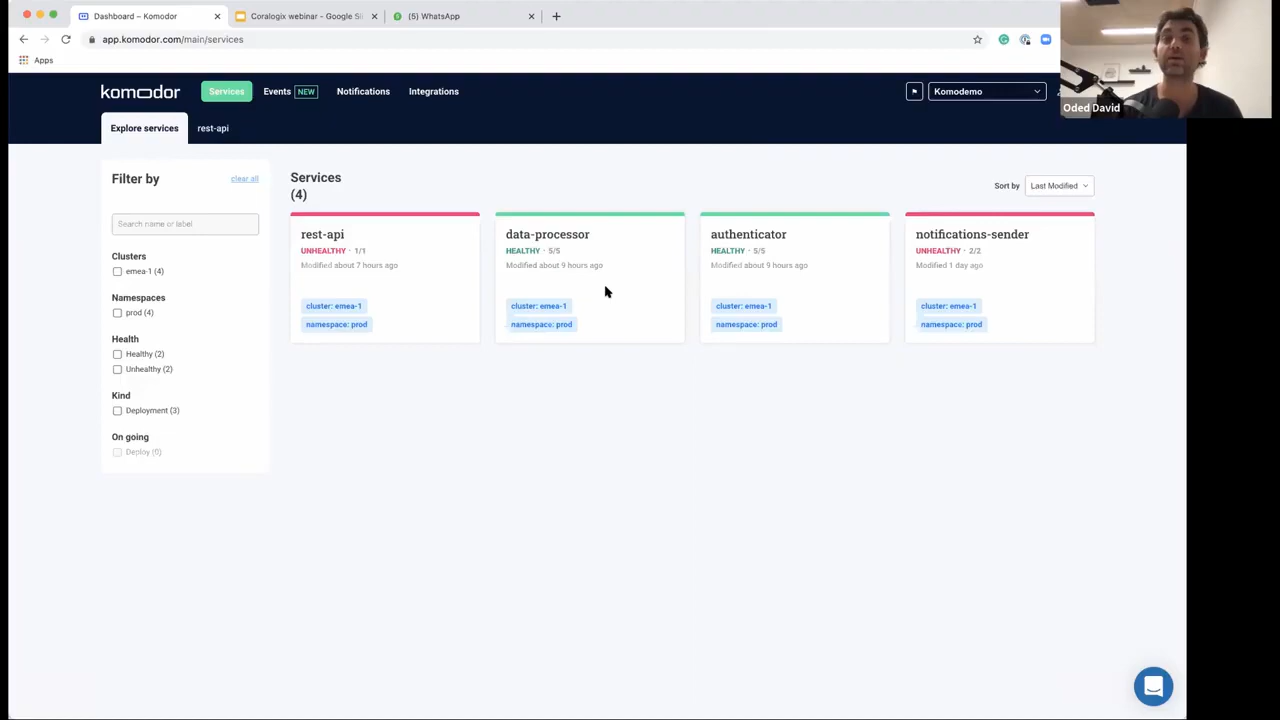 Dashboard – Komodor
Coralogix webinar - Google Sli
(5) WhatsApp
app.komodor.com/main/services
Apps
komodor
Services
Events NEW
Notifications
Integrations
Komodemo
Oded David
Explore services
rest-api
Filter by
clear all
Search name or label
Clusters
emea-1 (4)
Namespaces
prod (4)
Health
Healthy (2)
Unhealthy (2)
Kind
Deployment (3)
On going
Deploy (0)
Services
(4)
Sort by
Last Modified
rest-api
UNHEALTHY · 1/1
Modified about 7 hours ago
cluster: emea-1
namespace: prod
data-processor
HEALTHY · 5/5
Modified about 9 hours ago
cluster: emea-1
namespace: prod
authenticator
HEALTHY · 5/5
Modified about 9 hours ago
cluster: emea-1
namespace: prod
notifications-sender
UNHEALTHY · 2/2
Modified 1 day ago
cluster: emea-1
namespace: prod